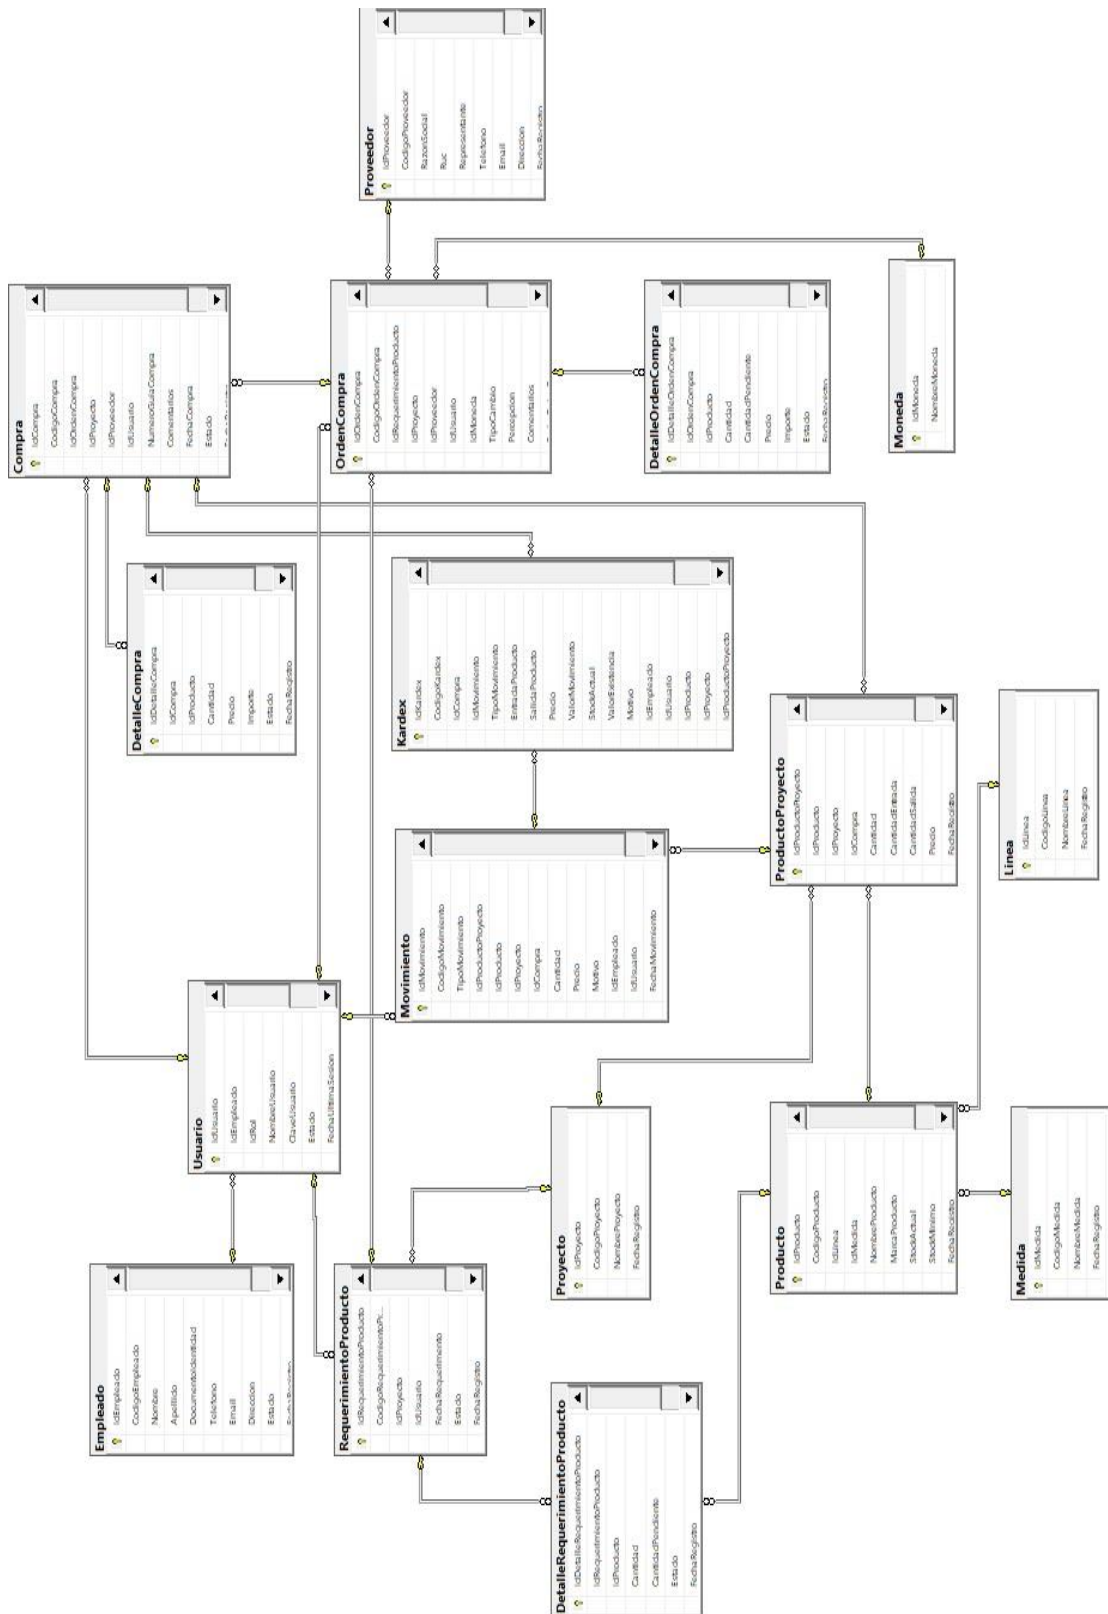 Empleado
IdEmpleado
CodigoEmpleado
Nombre
Apellido
DocumentoIdentidad
Telefono
Email
Direccion
Estado
FechaRegistro
Usuario
IdUsuario
IdEmpleado
IdRol
NombreUsuario
ClaveUsuario
Estado
FechaUltimaSesion
DetalleCompra
IdDetalleCompra
IdCompra
IdProducto
Cantidad
Precio
Importe
Estado
FechaRegistro
Compra
IdCompra
CodigoCompra
IdOrdenCompra
IdProyecto
IdProveedor
IdUsuario
NumeroGuiaCompra
Comentarios
FechaCompra
Estado
RequerimientoProducto
IdRequerimientoProducto
CodigoRequerimientoPr...
IdProyecto
IdUsuario
FechaRequerimento
Estado
FechaRegistro
OrdenCompra
IdOrdenCompra
CodigoOrdenCompra
IdRequerimientoProducto
IdProyecto
IdProveedor
IdUsuario
IdMoneda
TipoCambio
Percepcion
Comentarios
Proveedor
IdProveedor
CodigoProveedor
RazonSocial
Ruc
Representante
Telefono
Email
Direccion
FechaRegistro
Movimiento
IdMovimiento
CodigoMovimiento
TipoMovimiento
IdProductoProyecto
IdProducto
IdProyecto
IdCompra
Cantidad
Precio
Motivo
IdEmpleado
IdUsuario
FechaMovimiento
Kardex
IdKardex
CodigoKardex
IdCompra
IdMovimiento
TipoMovimiento
EntradaProducto
SalidaProducto
Precio
ValorMovimiento
StockActual
ValorExistencia
Motivo
IdEmpleado
IdUsuario
IdProducto
IdProyecto
IdProductoProyecto
DetalleRequerimientoProducto
IdDetalleRequerimientoProducto
IdRequerimientoProducto
IdProducto
Cantidad
CantidadPendiente
Estado
FechaRegistro
Proyecto
IdProyecto
CodigoProyecto
NombreProyecto
FechaRegistro
DetalleOrdenCompra
IdDetalleOrdenCompra
IdOrdenCompra
IdProducto
Cantidad
CantidadPendiente
Precio
Importe
Estado
FechaRegistro
Producto
IdProducto
CodigoProducto
IdLinea
IdMedida
NombreProducto
MarcaProducto
StockActual
StockMinimo
FechaRegistro
ProductoProyecto
IdProductoProyecto
IdProducto
IdProyecto
IdCompra
Cantidad
CantidadEntrada
CantidadSalida
Precio
FechaRegistro
Moneda
IdMoneda
NombreMoneda
Medida
IdMedida
CodigoMedida
NombreMedida
FechaRegistro
Linea
IdLinea
CodigoLinea
NombreLinea
FechaRegistro